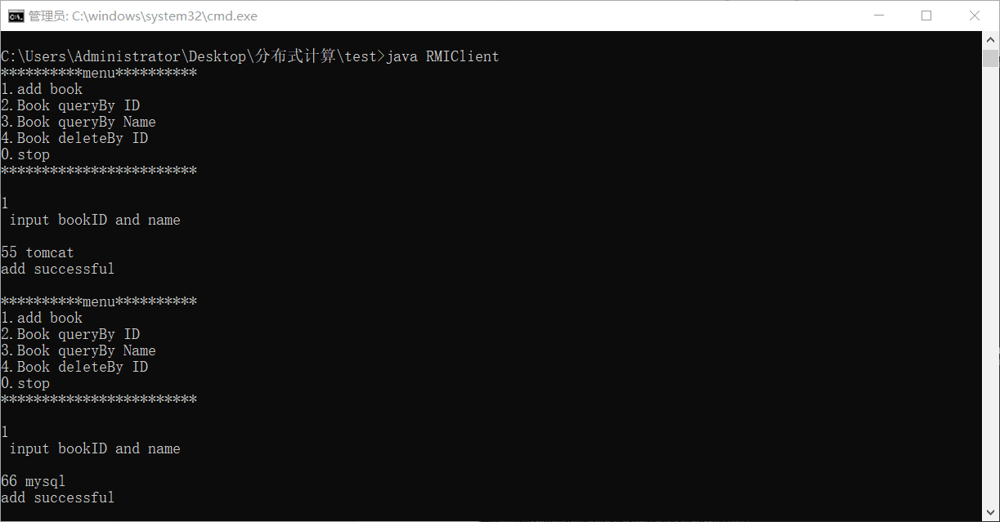 管理员: C:\windows\system32\cmd.exe
C:\Users\Administrator\Desktop\分布式计算\test>java RMIClient
**********menu**********
1.add book
2.Book queryBy ID
3.Book queryBy Name
4.Book deleteBy ID
0.stop
************************
1
input bookID and name
55 tomcat
add successful
**********menu**********
1.add book
2.Book queryBy ID
3.Book queryBy Name
4.Book deleteBy ID
0.stop
************************
1
input bookID and name
66 mysql
add successful